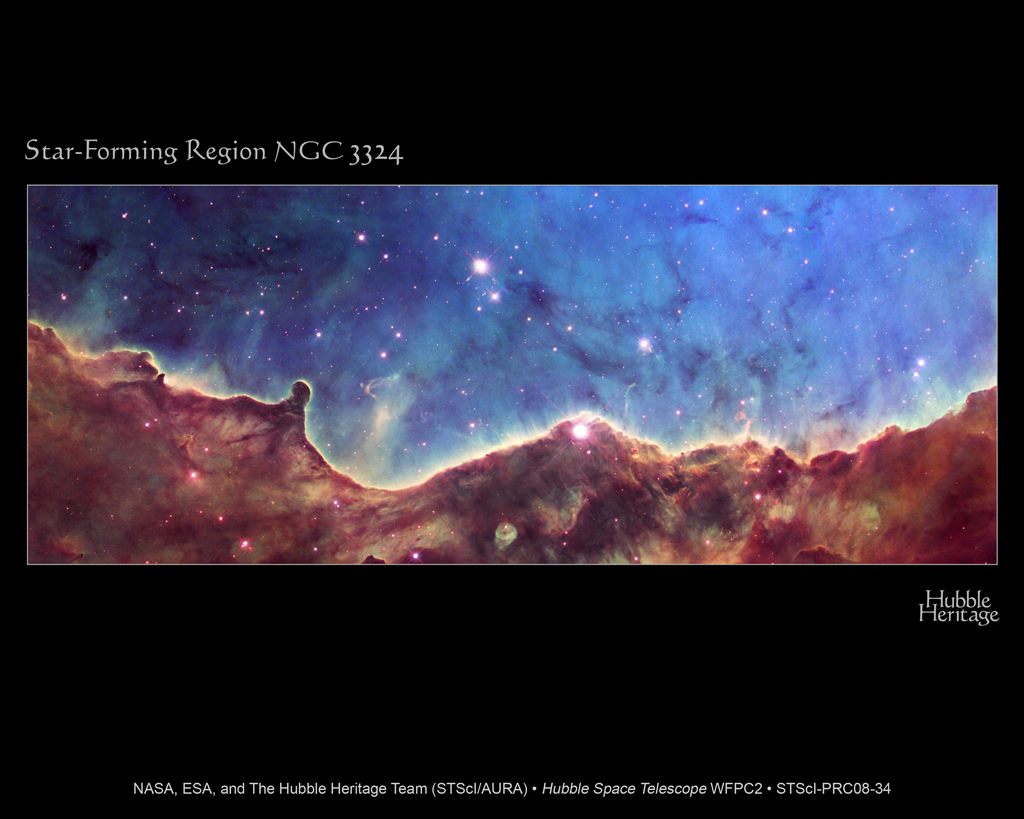 Star-Forming Region NGC 3324
Hubble
Heritage
NASA, ESA, and The Hubble Heritage Team (STScI/AURA) • Hubble Space Telescope WFPC2 • STScI-PRC08-34